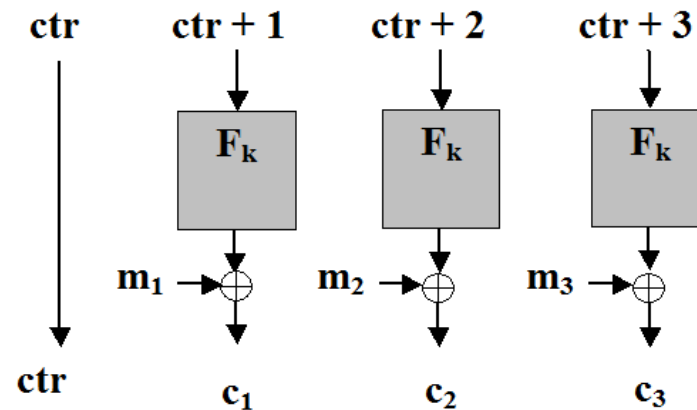 ctr ctr + 1 ctr + 2 ctr + 3
Fₖ Fₖ Fₖ
m₁ m₂ m₃
ctr c₁ c₂ c₃